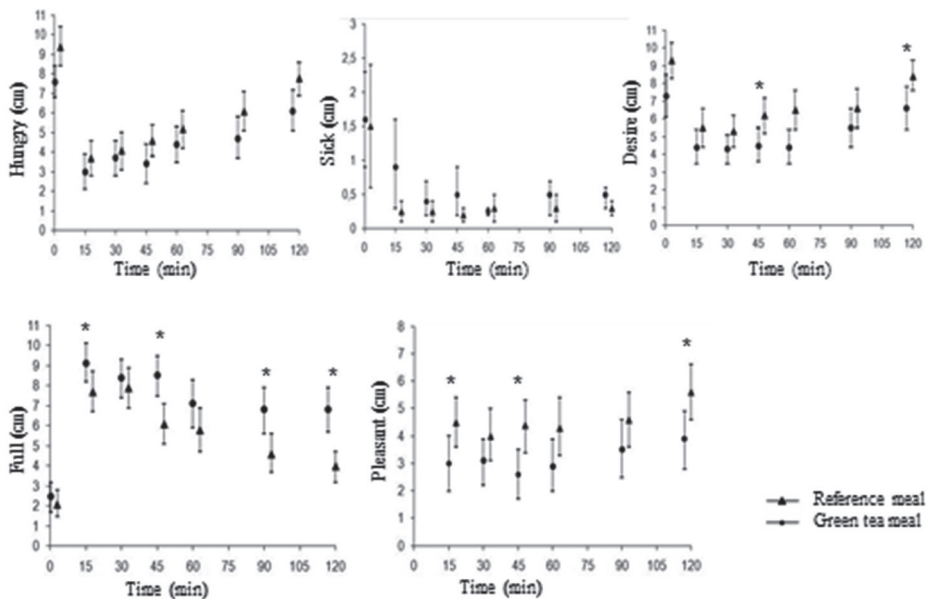 Hungry (cm)
11
10
9
8
7
6
5
4
3
2
1
0
0 15 30 45 60 75 90 105 120
Time (min)
Sick (cm)
3
2,5
2
1,5
1
0,5
0
0 15 30 45 60 75 90 105 120
Time (min)
Desire (cm)
11
10
9
8
7
6
5
4
3
2
1
0
* *
0 15 30 45 60 75 90 105 120
Time (min)
Full (cm)
11
10
9
8
7
6
5
4
3
2
1
0
* * * *
0 15 30 45 60 75 90 105 120
Time (min)
Pleasant (cm)
8
7
6
5
4
3
2
1
0
* * *
0 15 30 45 60 75 90 105 120
Time (min)
Reference meal
Green tea meal